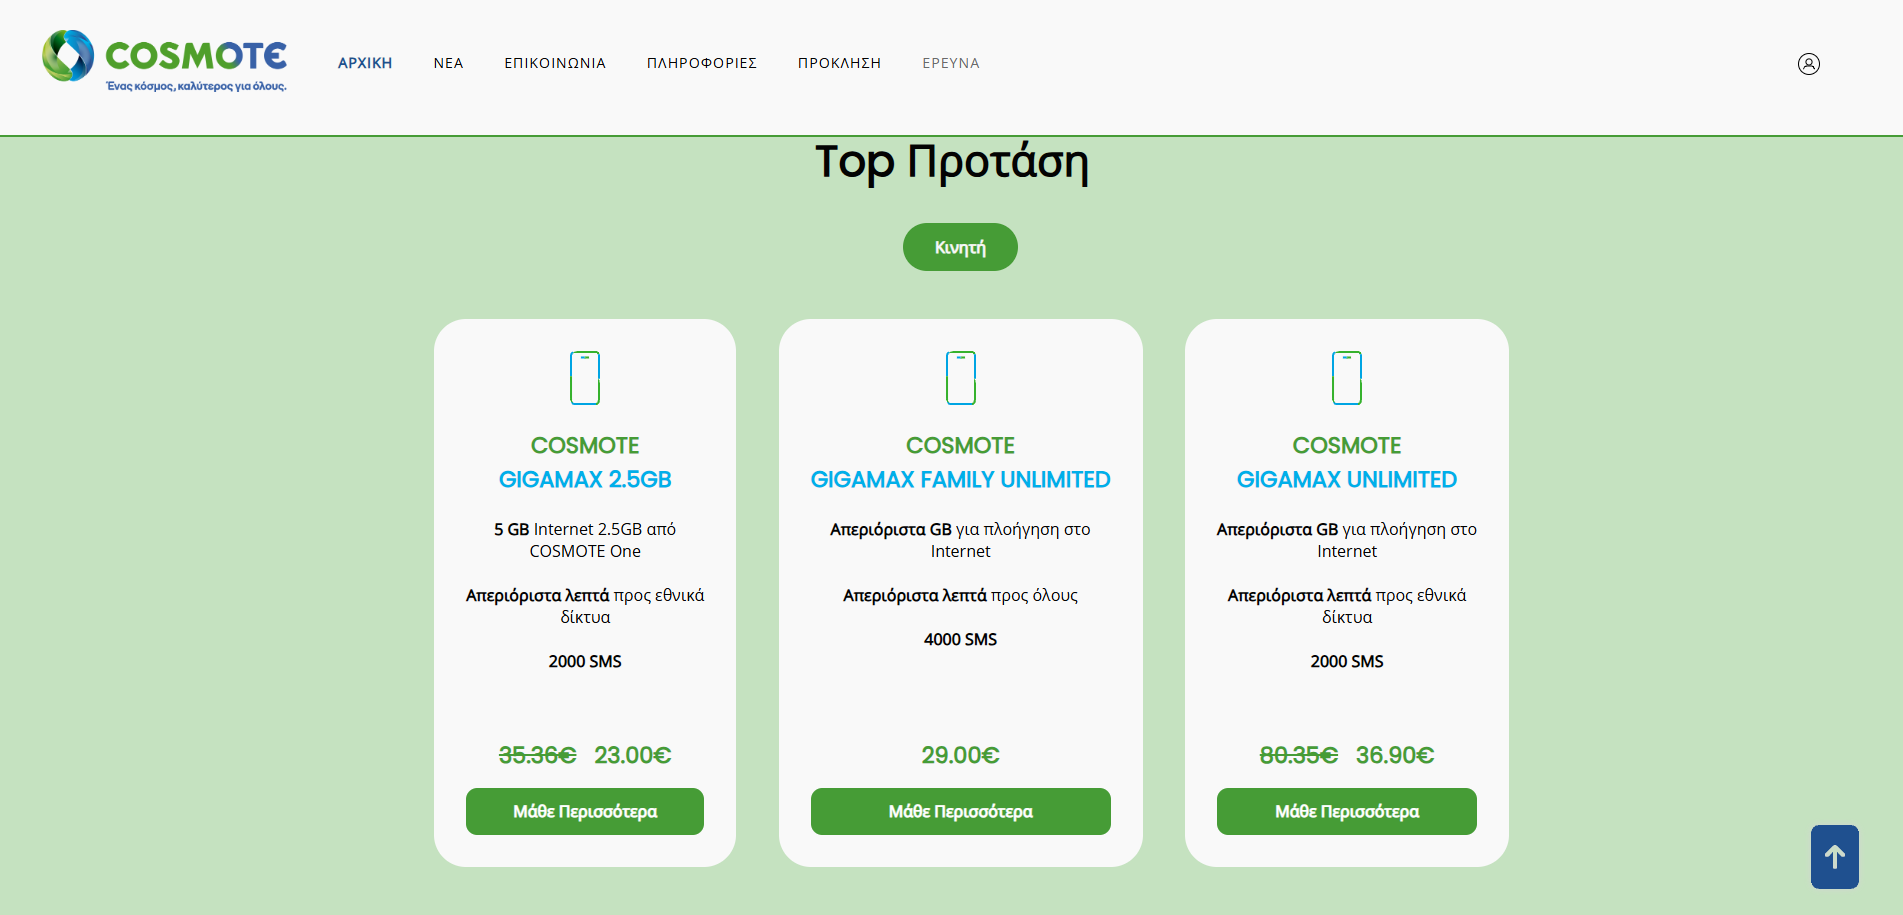 COSMOTE
Ένας κόσμος, καλύτερος για όλους.
ΑΡΧΙΚΗ
ΝΕΑ
ΕΠΙΚΟΙΝΩΝΙΑ
ΠΛΗΡΟΦΟΡΙΕΣ
ΠΡΟΚΛΗΣΗ
ΕΡΕΥΝΑ
Top Προτάση
Κινητή
COSMOTE
GIGAMAX 2.5GB
5 GB Internet 2.5GB από
COSMOTE One
Απεριόριστα λεπτά προς εθνικά
δίκτυα
2000 SMS
35.36€ 23.00€
Μάθε Περισσότερα
COSMOTE
GIGAMAX FAMILY UNLIMITED
Απεριόριστα GB για πλοήγηση στο
Internet
Απεριόριστα λεπτά προς όλους
4000 SMS
29.00€
Μάθε Περισσότερα
COSMOTE
GIGAMAX UNLIMITED
Απεριόριστα GB για πλοήγηση στο
Internet
Απεριόριστα λεπτά προς εθνικά
δίκτυα
2000 SMS
80.35€ 36.90€
Μάθε Περισσότερα